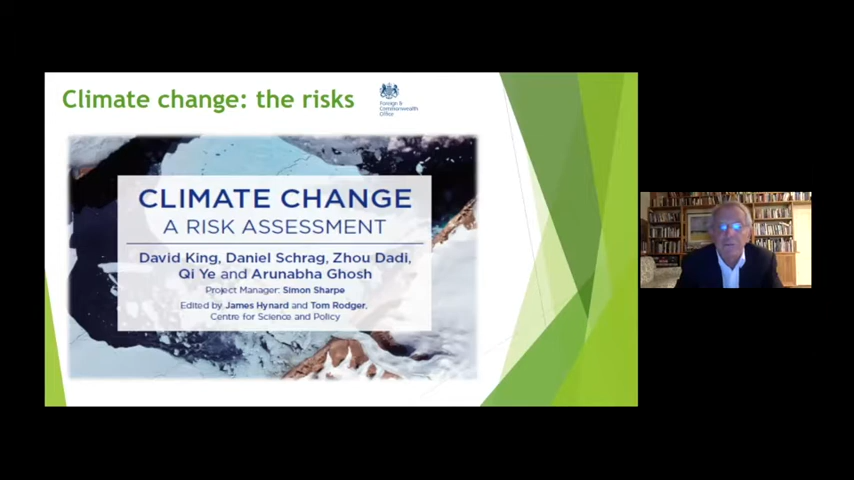 Climate change: the risks
Foreign &
Commonwealth
Office
CLIMATE CHANGE
A RISK ASSESSMENT
David King, Daniel Schrag, Zhou Dadi,
Qi Ye and Arunabha Ghosh
Project Manager: Simon Sharpe
Edited by James Hynard and Tom Rodger,
Centre for Science and Policy